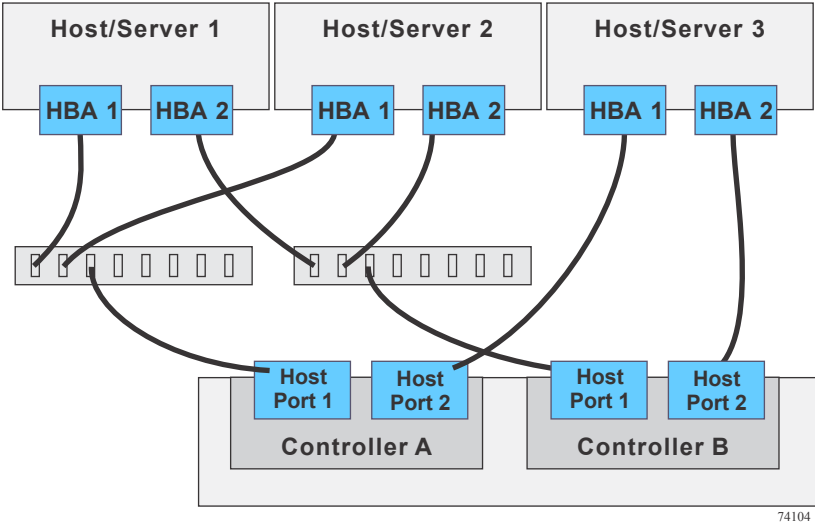 Host/Server 1
Host/Server 2
Host/Server 3
HBA 1
HBA 2
HBA 1
HBA 2
HBA 1
HBA 2
Host
Port 1
Host
Port 2
Host
Port 1
Host
Port 2
Controller A
Controller B
74104